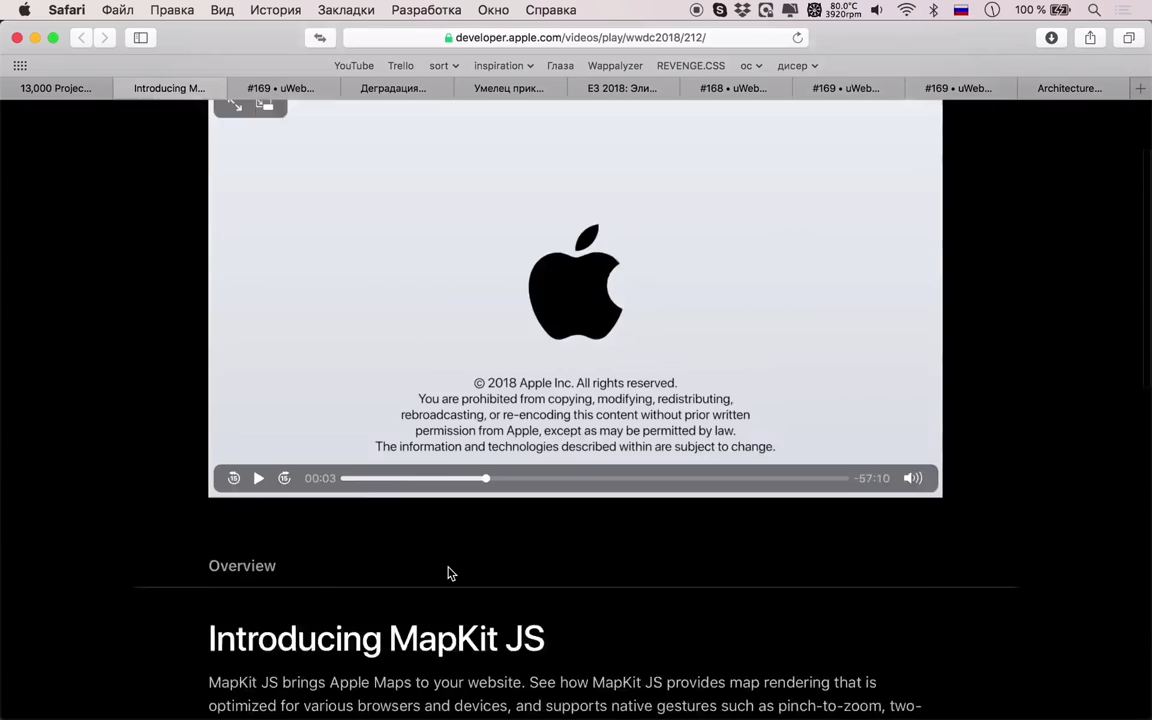 Safari Файл Правка Вид История Закладки Разработка Окно Справка 80.0°C 3920rpm 100 %
developer.apple.com/videos/play/wwdc2018/212/
YouTube Trello sort inspiration Глаза Wappalyzer REVENGE.CSS ос дисер
13,000 Projec... Introducing M... #169 • uWeb... Деградация... Умелец прик... E3 2018: Эли... #168 • uWeb... #169 • uWeb... #169 • uWeb... Architecture...
© 2018 Apple Inc. All rights reserved.
You are prohibited from copying, modifying, redistributing,
rebroadcasting, or re-encoding this content without prior written
permission from Apple, except as may be permitted by law.
The information and technologies described within are subject to change.
15 15 00:03 -57:10
Overview
Introducing MapKit JS
MapKit JS brings Apple Maps to your website. See how MapKit JS provides map rendering that is
optimized for various browsers and devices, and supports native gestures such as pinch-to-zoom, two-